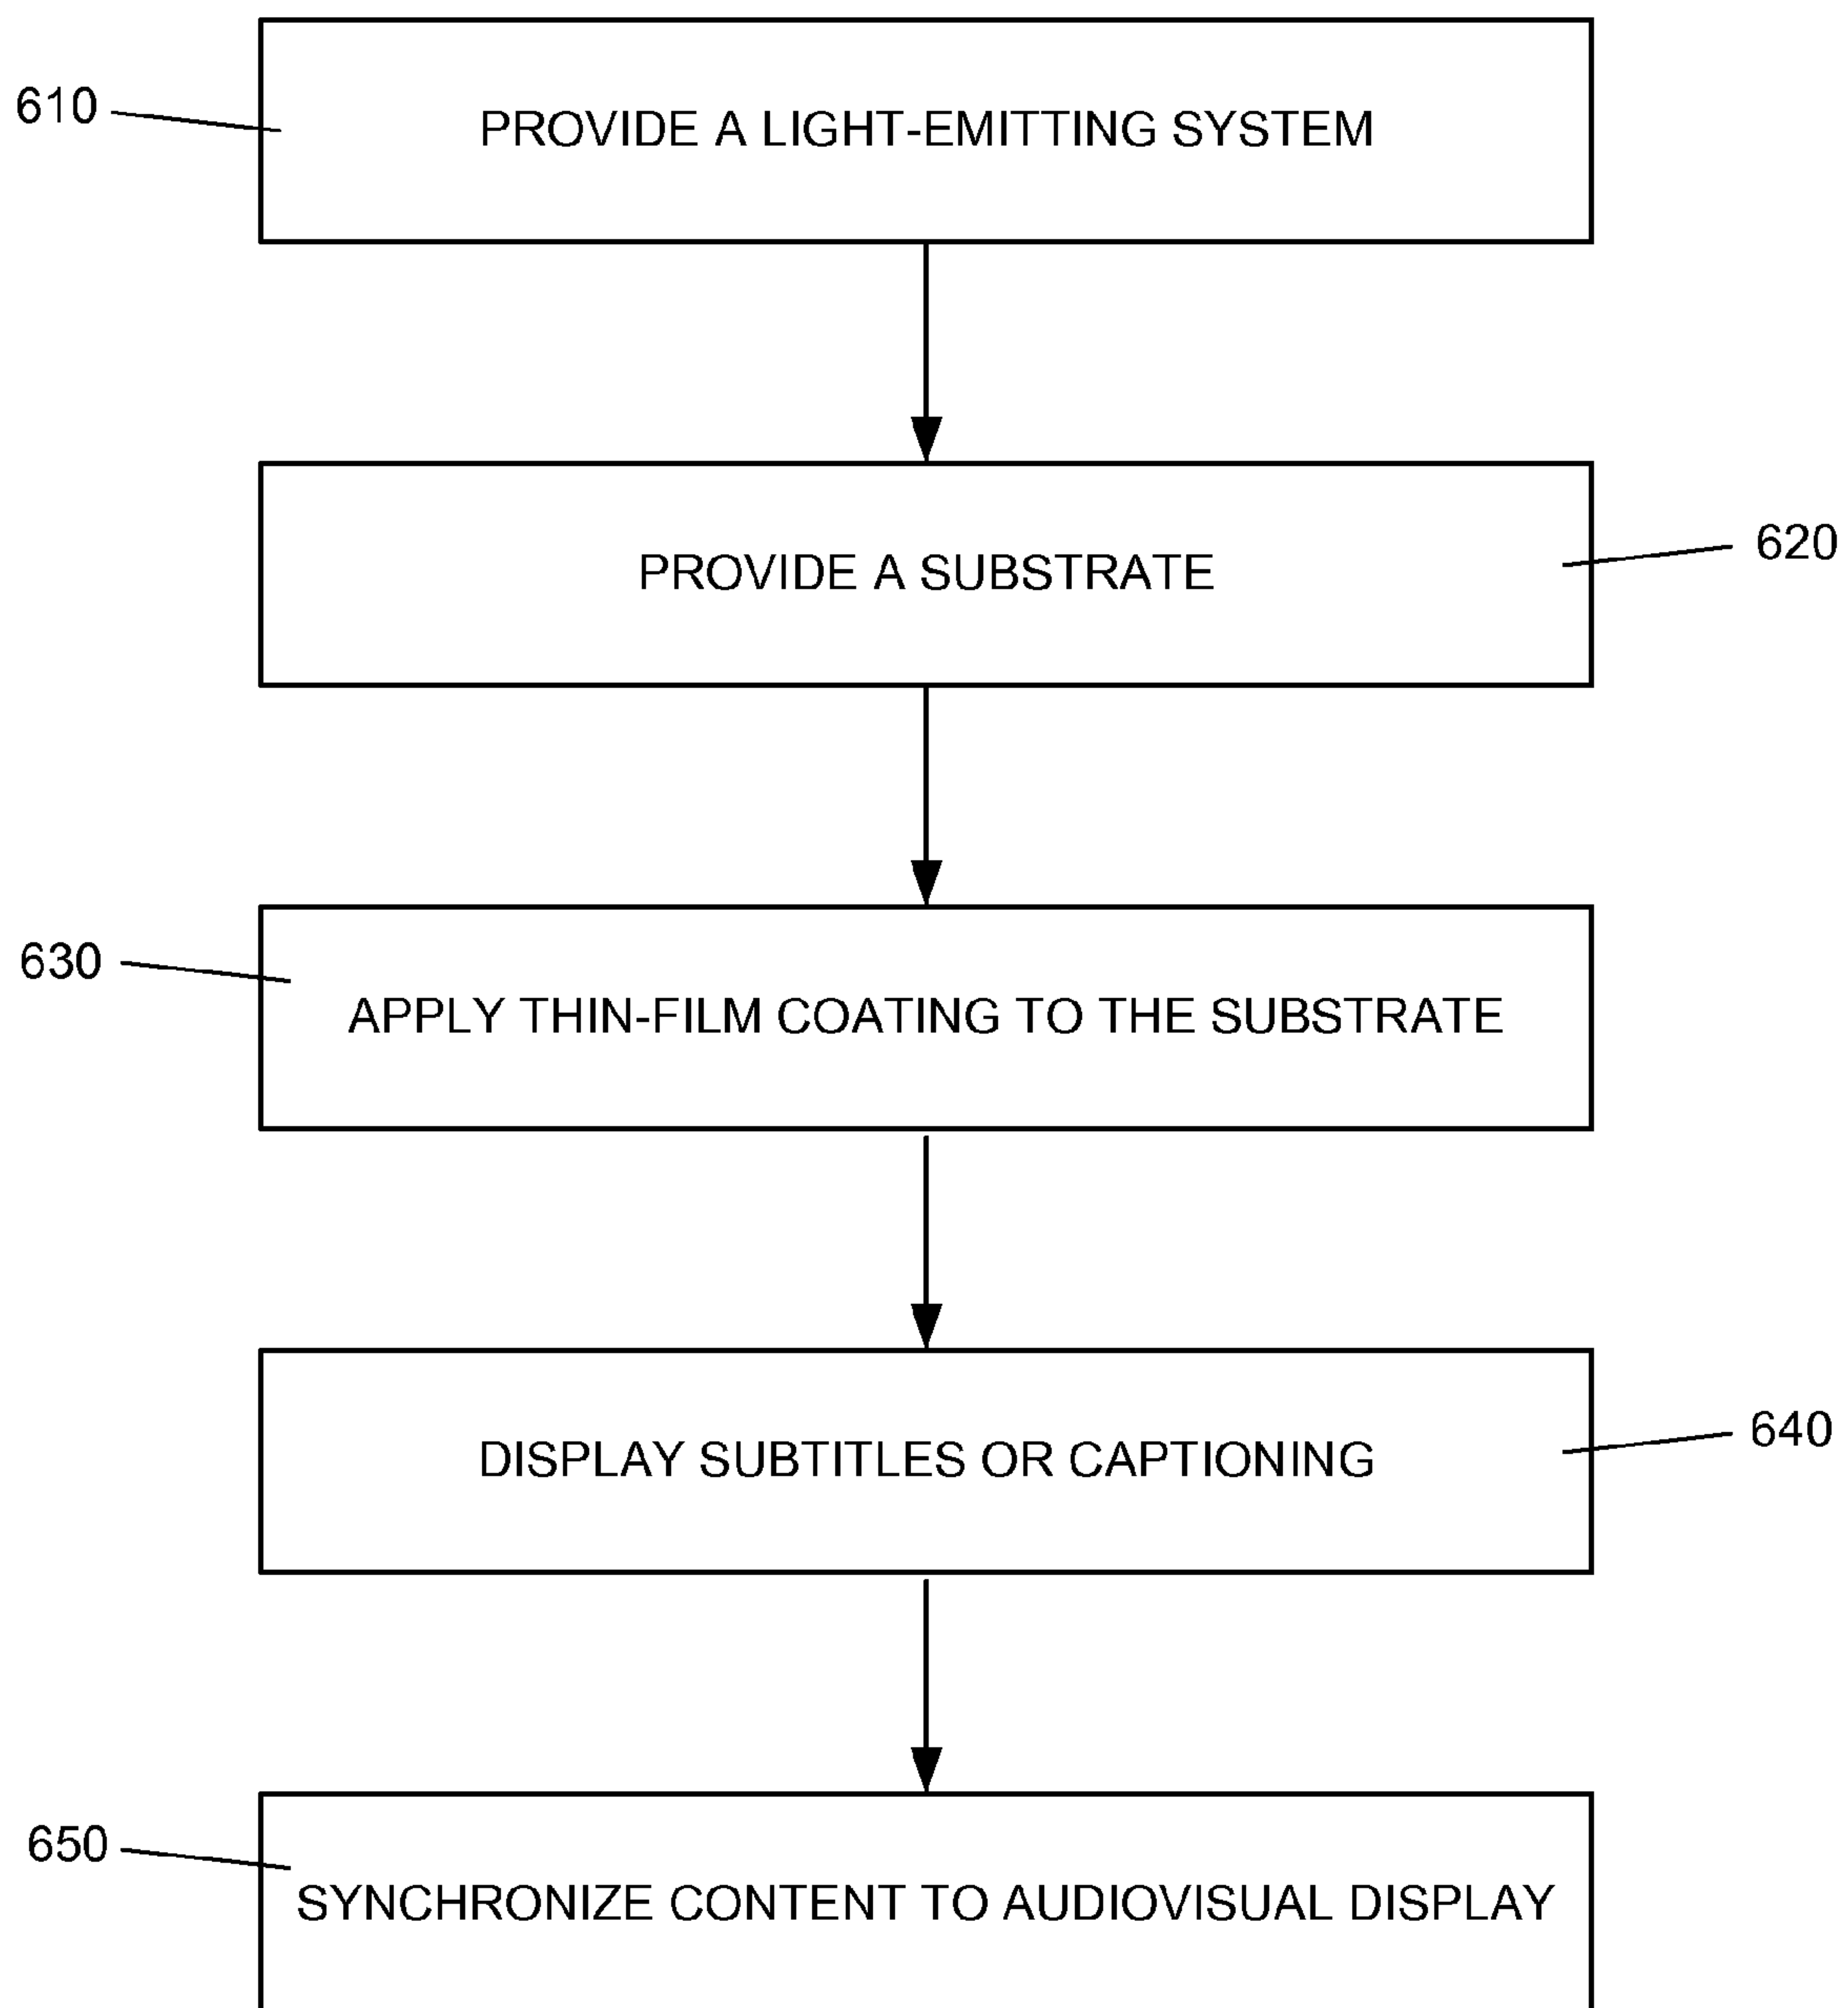 610
PROVIDE A LIGHT-EMITTING SYSTEM
620
PROVIDE A SUBSTRATE
630
APPLY THIN-FILM COATING TO THE SUBSTRATE
640
DISPLAY SUBTITLES OR CAPTIONING
650
SYNCHRONIZE CONTENT TO AUDIOVISUAL DISPLAY